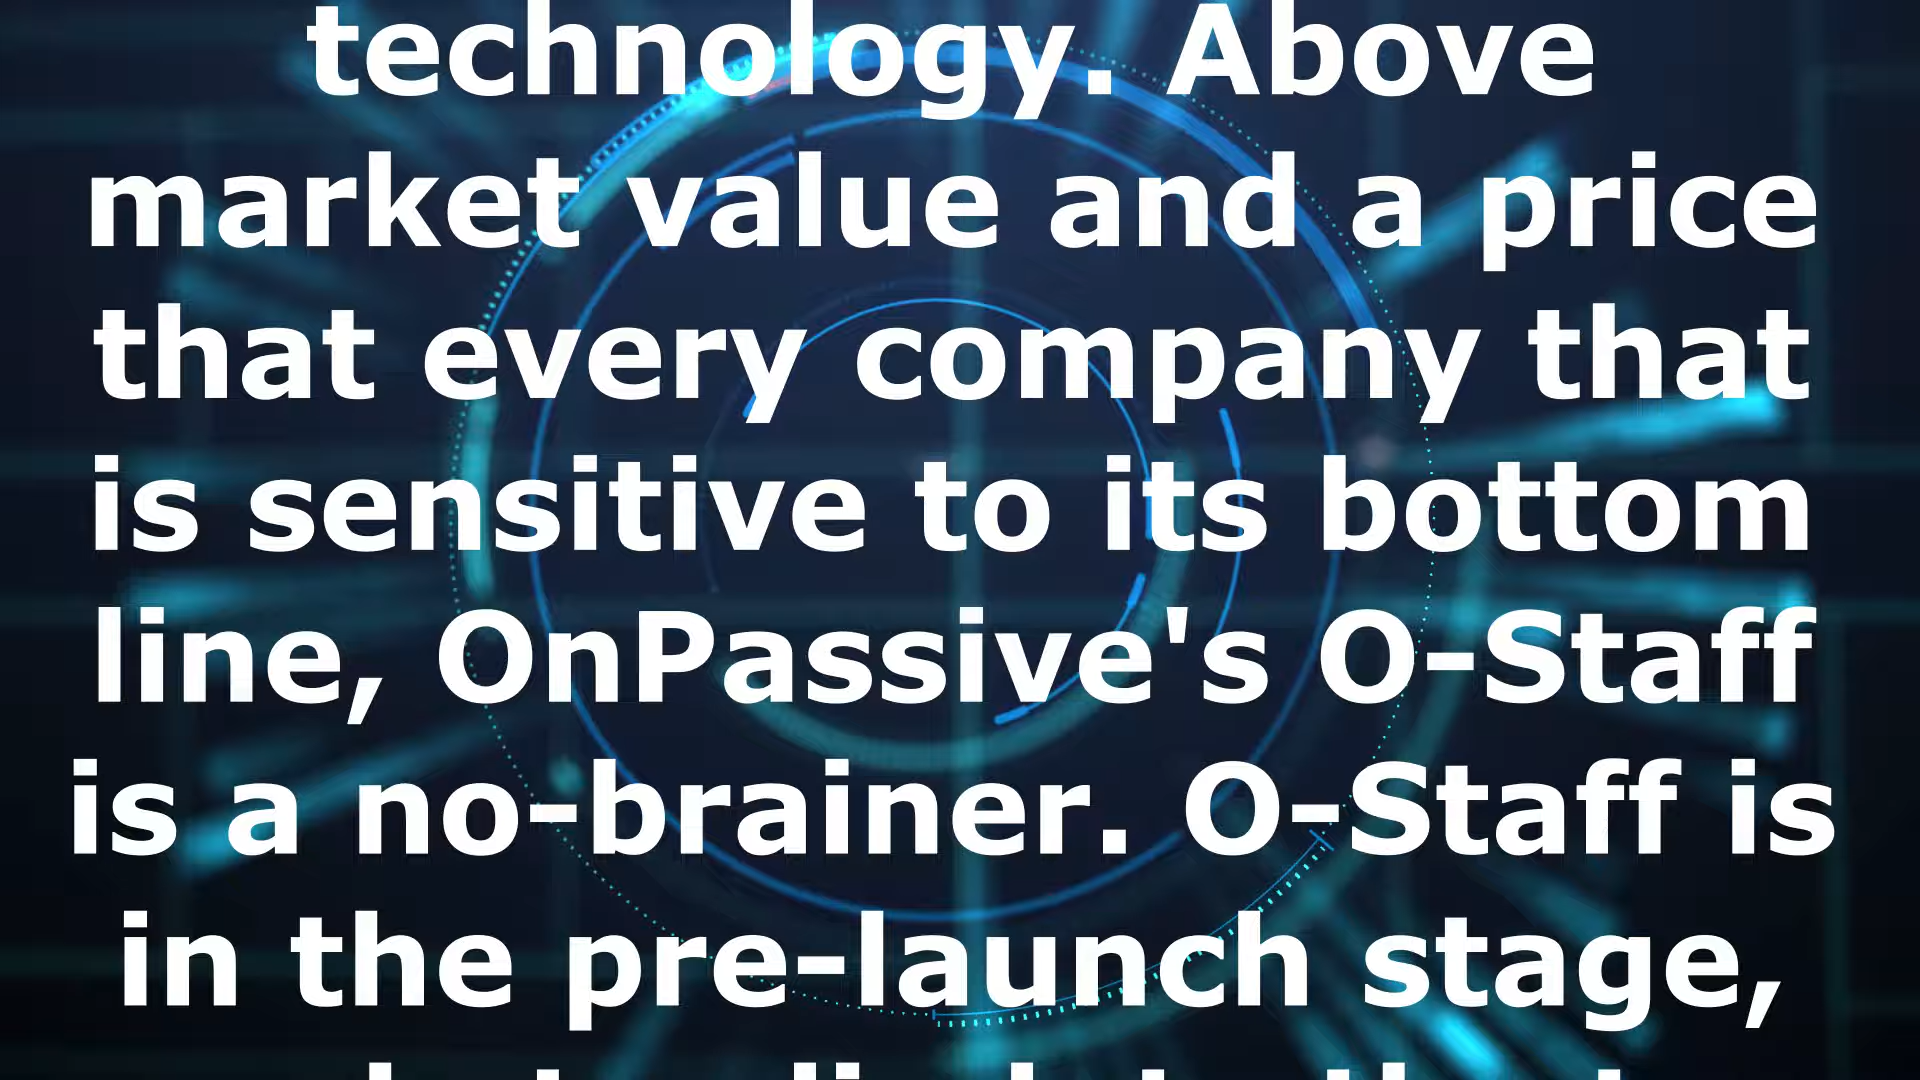 technology. Above
market value and a price
that every company that
is sensitive to its bottom
line, OnPassive's O-Staff
is a no-brainer. O-Staff is
in the pre-launch stage,